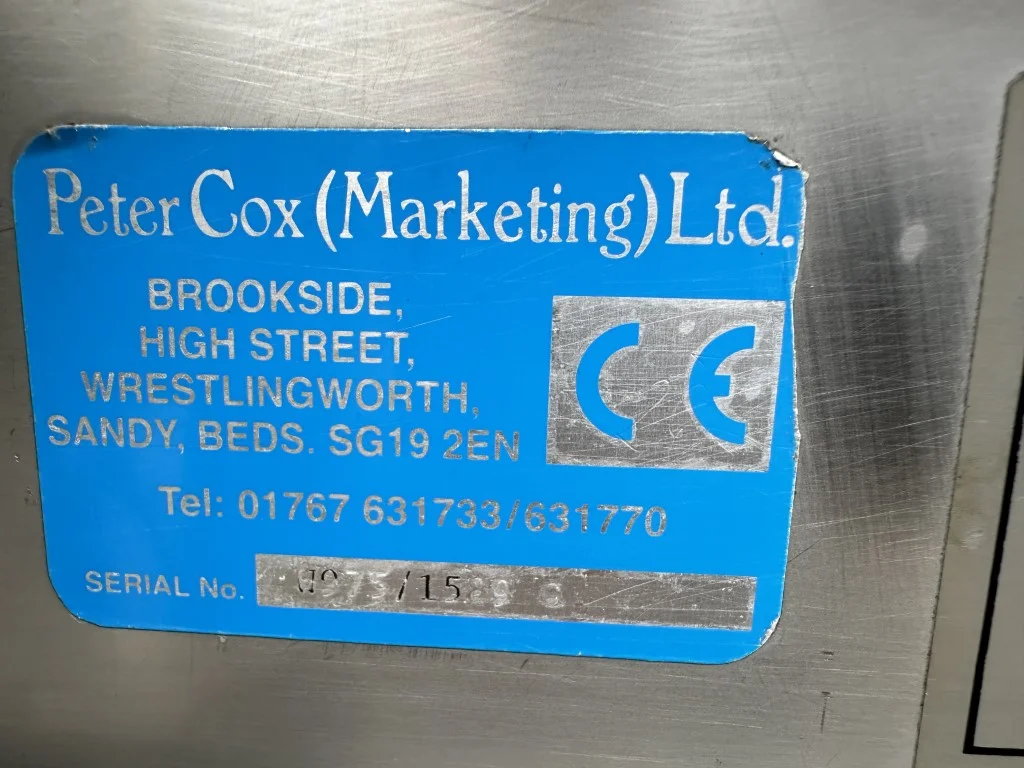 Peter Cox (Marketing) Ltd.
BROOKSIDE,
HIGH STREET,
WRESTLINGWORTH,
SANDY, BEDS. SG19 2EN
CE
Tel: 01767 631733/631770
SERIAL No.